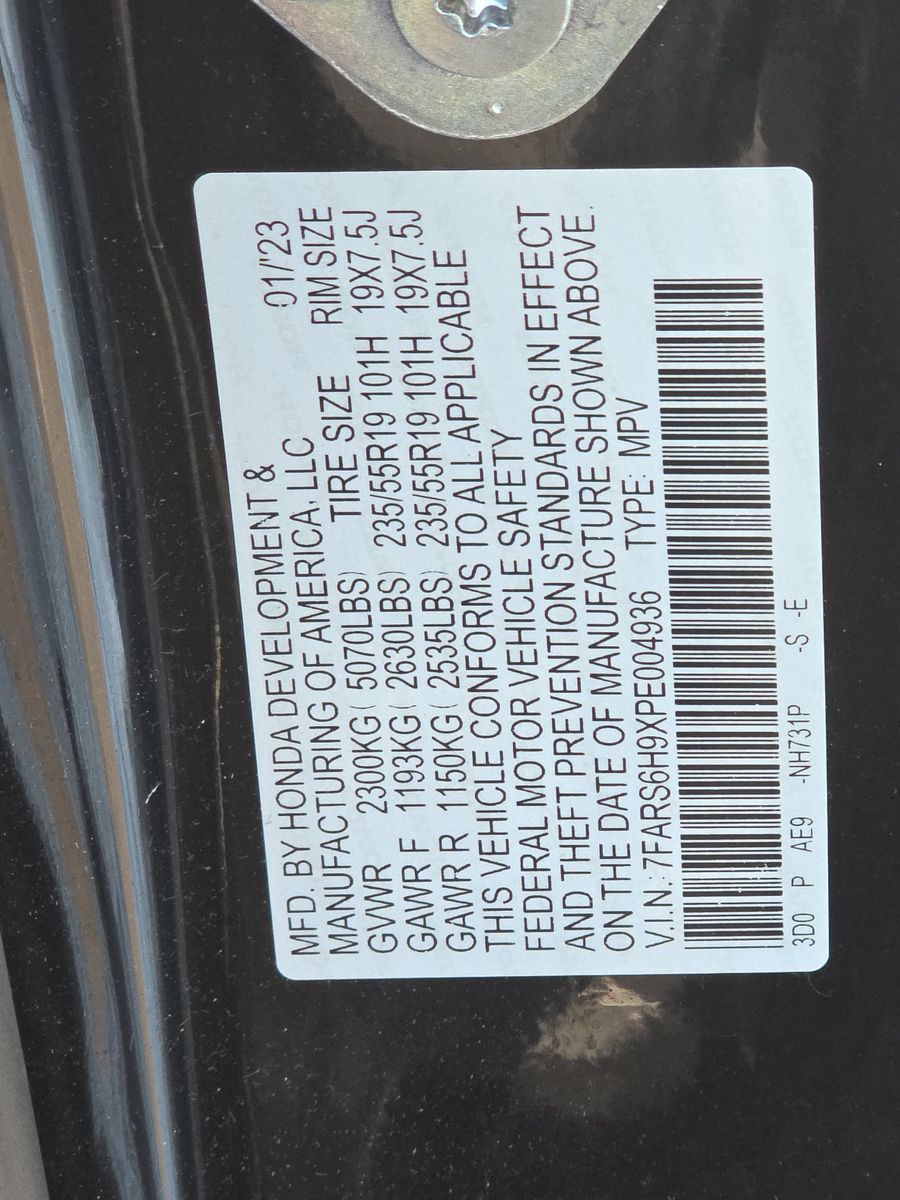 MFD. BY HONDA DEVELOPMENT &
MANUFACTURING OF AMERICA, LLC 01/'23
TIRE SIZE RIM SIZE
GVWR 2300KG ( 5070LBS)
GAWR F 1193KG ( 2630LBS) 235/55R19 101H 19X7.5J
GAWR R 1150KG ( 2535LBS) 235/55R19 101H 19X7.5J
THIS VEHICLE CONFORMS TO ALL APPLICABLE
FEDERAL MOTOR VEHICLE SAFETY
AND THEFT PREVENTION STANDARDS IN EFFECT
ON THE DATE OF MANUFACTURE SHOWN ABOVE.
V.I.N.: 7FARS6H9XPE004936 TYPE: MPV
3D0 P AE9 -NH731P -S -E